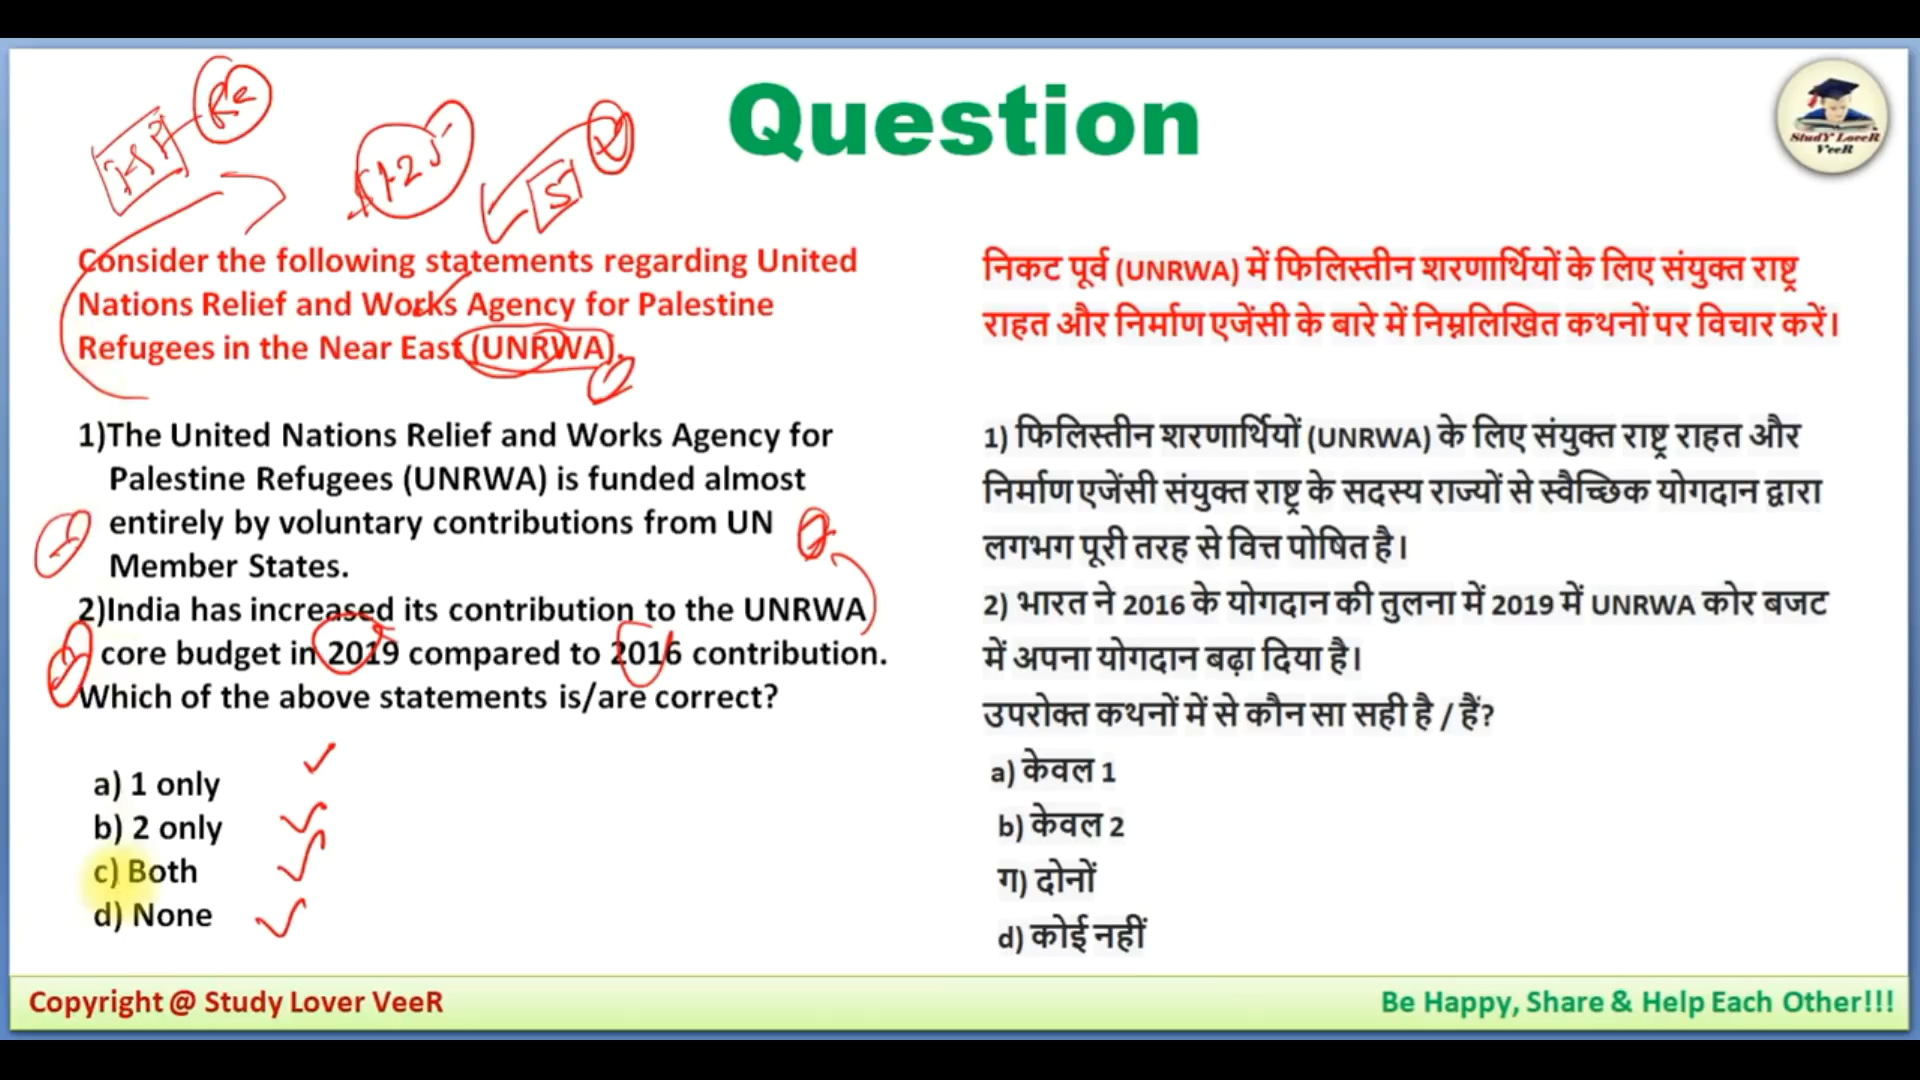 Question
StudY LoveR
VeeR
Consider the following statements regarding United
Nations Relief and Works Agency for Palestine
Refugees in the Near East (UNRWA).
1)The United Nations Relief and Works Agency for
Palestine Refugees (UNRWA) is funded almost
entirely by voluntary contributions from UN
Member States.
2)India has increased its contribution to the UNRWA
core budget in 2019 compared to 2016 contribution.
Which of the above statements is/are correct?
a) 1 only
b) 2 only
c) Both
d) None
निकट पूर्व (UNRWA) में फिलिस्तीन शरणार्थियों के लिए संयुक्त राष्ट्र
राहत और निर्माण एजेंसी के बारे में निम्नलिखित कथनों पर विचार करें।
1) फिलिस्तीन शरणार्थियों (UNRWA) के लिए संयुक्त राष्ट्र राहत और
निर्माण एजेंसी संयुक्त राष्ट्र के सदस्य राज्यों से स्वैच्छिक योगदान द्वारा
लगभग पूरी तरह से वित्त पोषित है।
2) भारत ने 2016 के योगदान की तुलना में 2019 में UNRWA कोर बजट
में अपना योगदान बढ़ा दिया है।
उपरोक्त कथनों में से कौन सा सही है / हैं?
a) केवल 1
b) केवल 2
ग) दोनों
d) कोई नहीं
Copyright @ Study Lover VeeR
Be Happy, Share & Help Each Other!!!